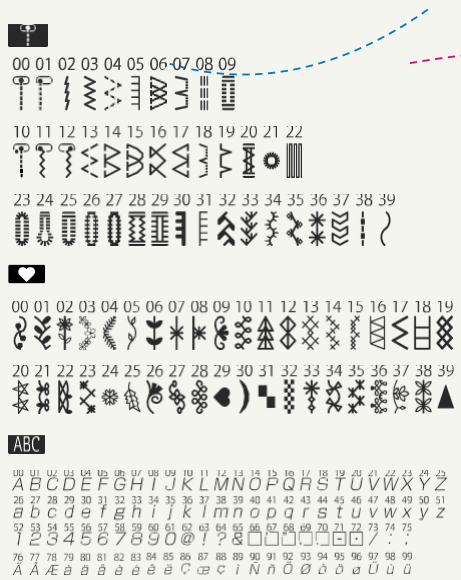 00 01 02 03 04 05 06 07 08 09
10 11 12 13 14 15 16 17 18 19 20 21 22
23 24 25 26 27 28 29 30 31 32 33 34 35 36 37 38 39
00 01 02 03 04 05 06 07 08 09 10 11 12 13 14 15 16 17 18 19
20 21 22 23 24 25 26 27 28 29 30 31 32 33 34 35 36 37 38 39
ABC
00 01 02 03 04 05 06 07 08 09 10 11 12 13 14 15 16 17 18 19 20 21 22 23 24 25
A B C D E F G H I J K L M N O P Q R S T U V W X Y Z
26 27 28 29 30 31 32 33 34 35 36 37 38 39 40 41 42 43 44 45 46 47 48 49 50 51
a b c d e f g h i j k l m n o p q r s t u v w x y z
52 53 54 55 56 57 58 59 60 61 62 63 64 65 66 67 68 69 70 71 72 73 74 75
1 2 3 4 5 6 7 8 9 0 @ ! ? & / :
76 77 78 79 80 81 82 83 84 85 86 87 88 89 90 91 92 93 94 95 96 97 98 99
Ä Å Æ œ ç Ñ ñ Ö Ø